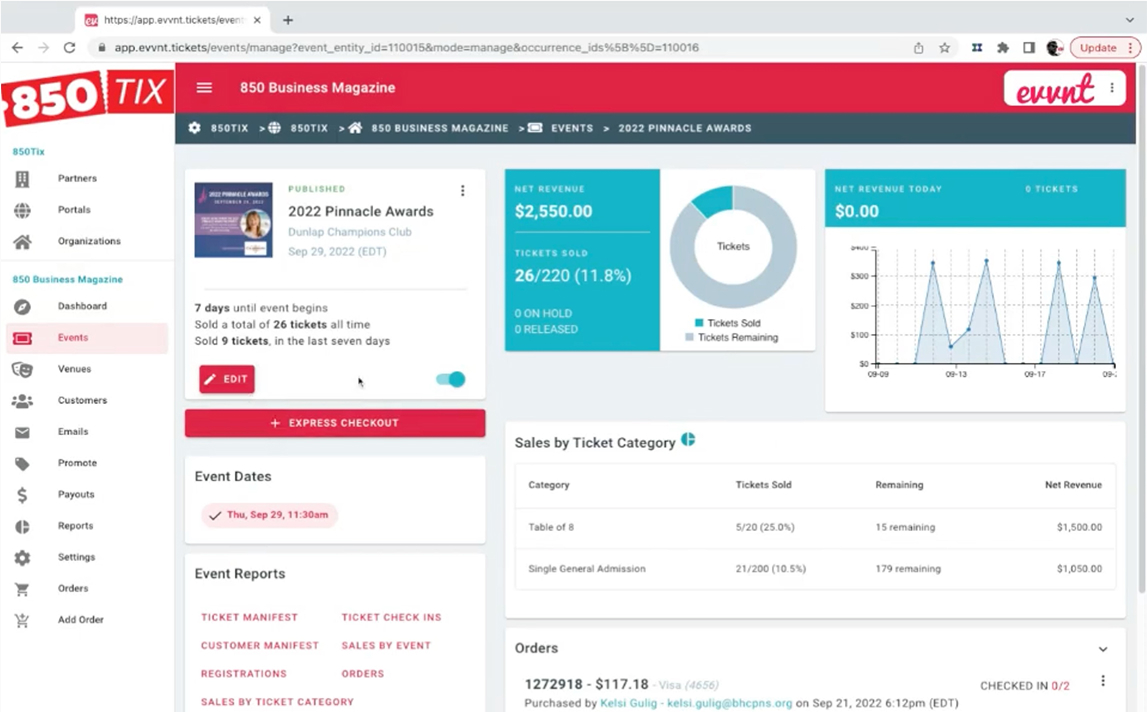 https://app.evvnt.tickets/event
app.evvnt.tickets/events/manage?event_entity_id=110015&mode=manage&occurrence_ids%5B%5D=110016
Update
850 TIX
850 Business Magazine
evvnt
850TIX > 850TIX > 850 BUSINESS MAGAZINE > EVENTS > 2022 PINNACLE AWARDS
850Tix
Partners
Portals
Organizations
850 Business Magazine
Dashboard
Events
Venues
Customers
Emails
Promote
Payouts
Reports
Settings
Orders
Add Order
2022 PINNACLE AWARDS
PUBLISHED
2022 Pinnacle Awards
Dunlap Champions Club
Sep 29, 2022 (EDT)
7 days until event begins
Sold a total of 26 tickets all time
Sold 9 tickets, in the last seven days
EDIT
+ EXPRESS CHECKOUT
Event Dates
Thu, Sep 29, 11:30am
Event Reports
TICKET MANIFEST
TICKET CHECK INS
CUSTOMER MANIFEST
SALES BY EVENT
REGISTRATIONS
ORDERS
SALES BY TICKET CATEGORY
NET REVENUE
$2,550.00
TICKETS SOLD
26/220 (11.8%)
0 ON HOLD
0 RELEASED
Tickets
Tickets Sold
Tickets Remaining
NET REVENUE TODAY
0 TICKETS
$0.00
$400
$300
$200
$100
$0
09-09
09-13
09-17
09-2
Sales by Ticket Category
Category Tickets Sold Remaining Net Revenue
Table of 8 5/20 (25.0%) 15 remaining $1,500.00
Single General Admission 21/200 (10.5%) 179 remaining $1,050.00
Orders
1272918 - $117.18 - Visa (4656)
CHECKED IN 0/2
Purchased by Kelsi Gulig - kelsi.gulig@bhcpns.org on Sep 21, 2022 6:12pm (EDT)